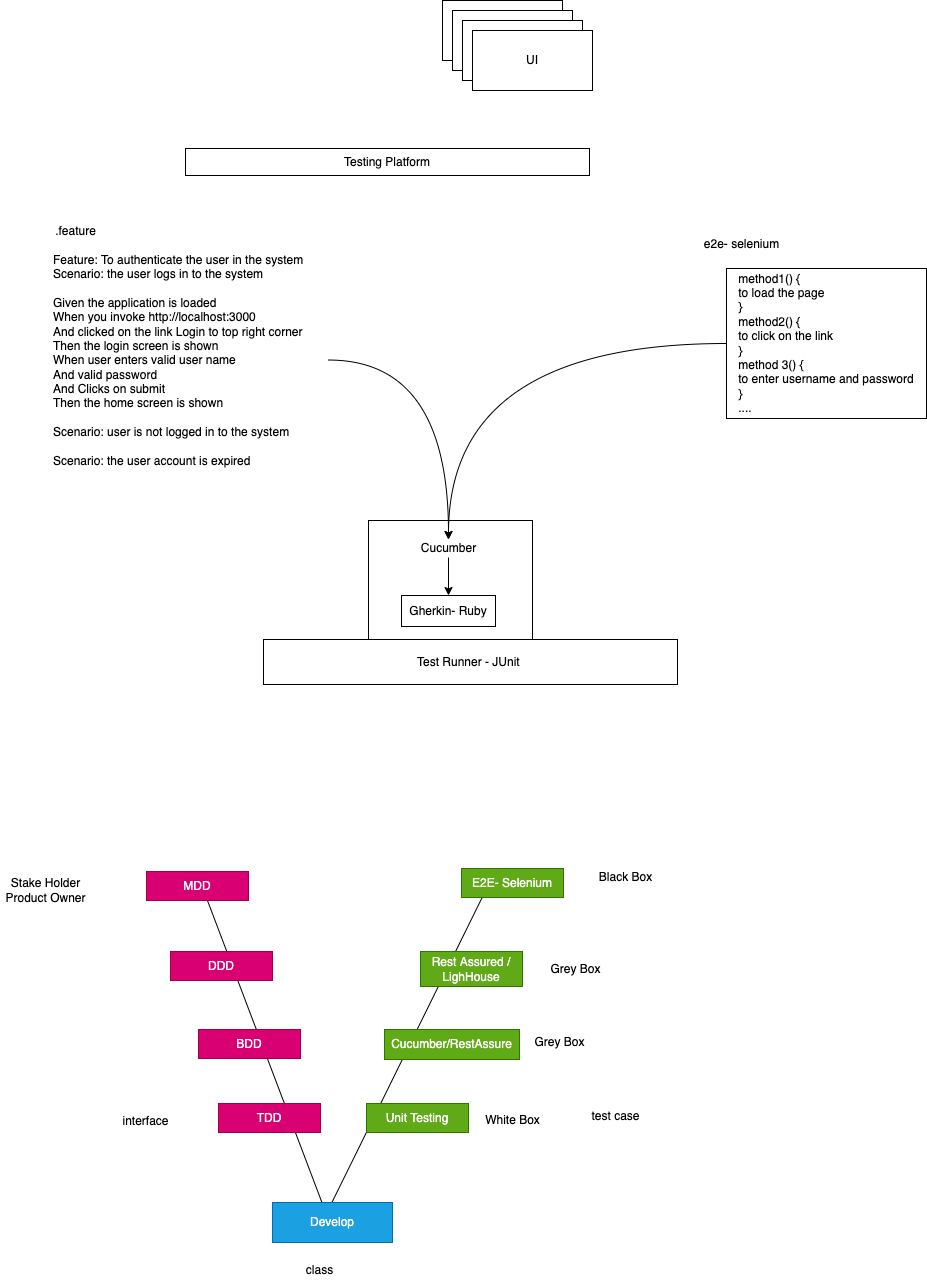 UI
Testing Platform
.feature
Feature: To authenticate the user in the system
Scenario: the user logs in to the system
Given the application is loaded
When you invoke http://localhost:3000
And clicked on the link Login to top right corner
Then the login screen is shown
When user enters valid user name
And valid password
And Clicks on submit
Then the home screen is shown
Scenario: user is not logged in to the system
Scenario: the user account is expired
e2e- selenium
method1() {
to load the page
}
method2() {
to click on the link
}
method 3() {
to enter username and password
}
....
Cucumber
Gherkin- Ruby
Test Runner - JUnit
Stake Holder
Product Owner
MDD
E2E- Selenium
Black Box
DDD
Rest Assured /
LighHouse
Grey Box
BDD
Cucumber/RestAssure
Grey Box
interface
TDD
Unit Testing
White Box
test case
Develop
class